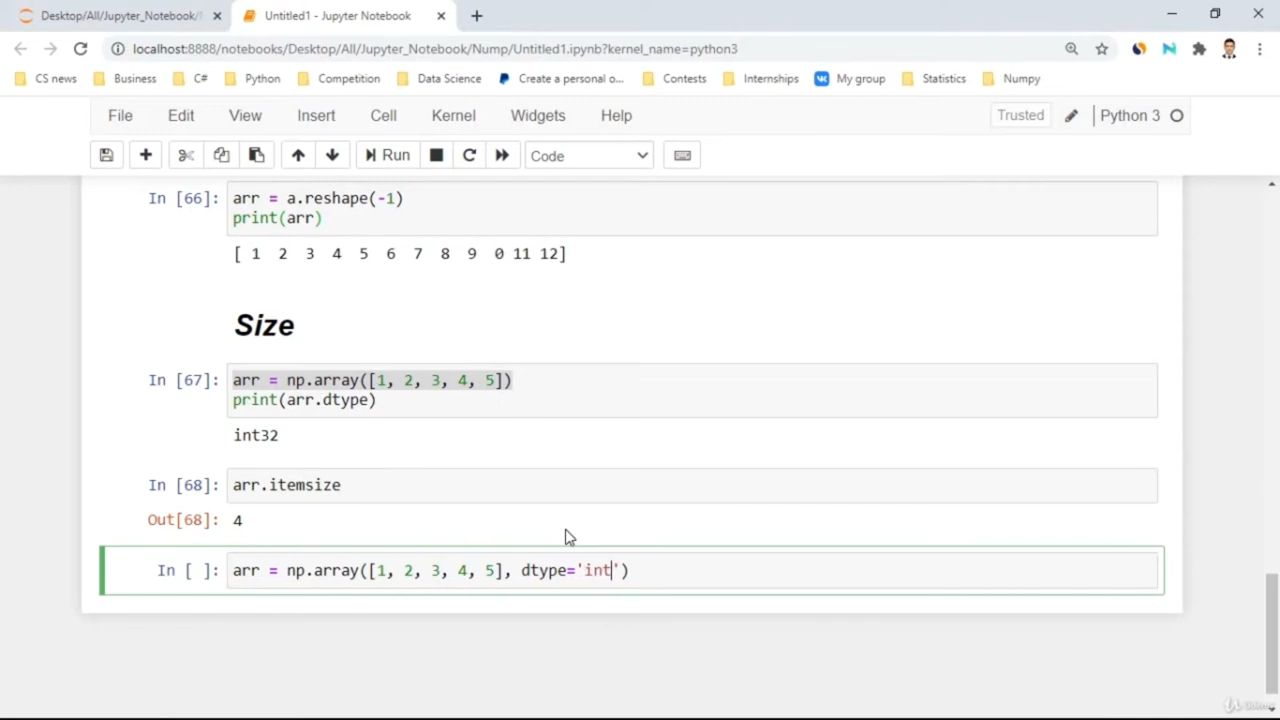 Desktop/All/Jupyter_Notebook/
Untitled1 - Jupyter Notebook
localhost:8888/notebooks/Desktop/All/Jupyter_Notebook/Nump/Untitled1.ipynb?kernel_name=python3
CS news Business C# Python Competition Data Science Create a personal o... Contests Internships My group Statistics Numpy
File Edit View Insert Cell Kernel Widgets Help Trusted Python 3
Run Code
In [66]: arr = a.reshape(-1)
print(arr)
[ 1 2 3 4 5 6 7 8 9 0 11 12]
Size
In [67]: arr = np.array([1, 2, 3, 4, 5])
print(arr.dtype)
int32
In [68]: arr.itemsize
Out[68]: 4
In [ ]: arr = np.array([1, 2, 3, 4, 5], dtype='int')